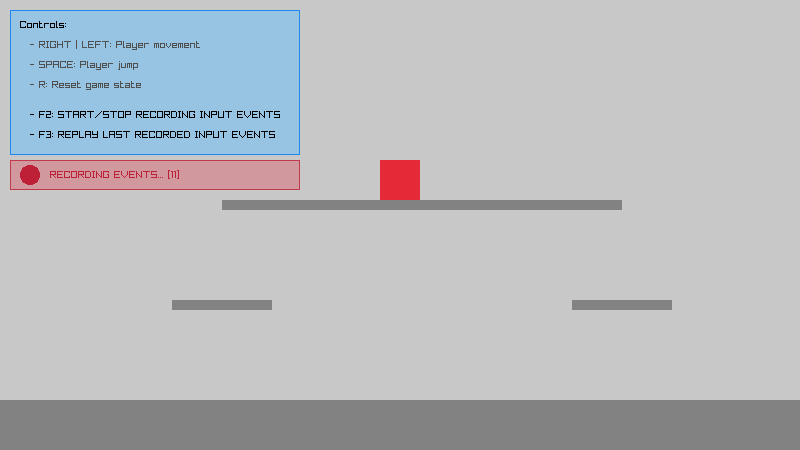 Controls:
- RIGHT | LEFT: Player movement
- SPACE: Player jump
- R: Reset game state
- F2: START/STOP RECORDING INPUT EVENTS
- F3: REPLAY LAST RECORDED INPUT EVENTS
RECORDING EVENTS... [11]